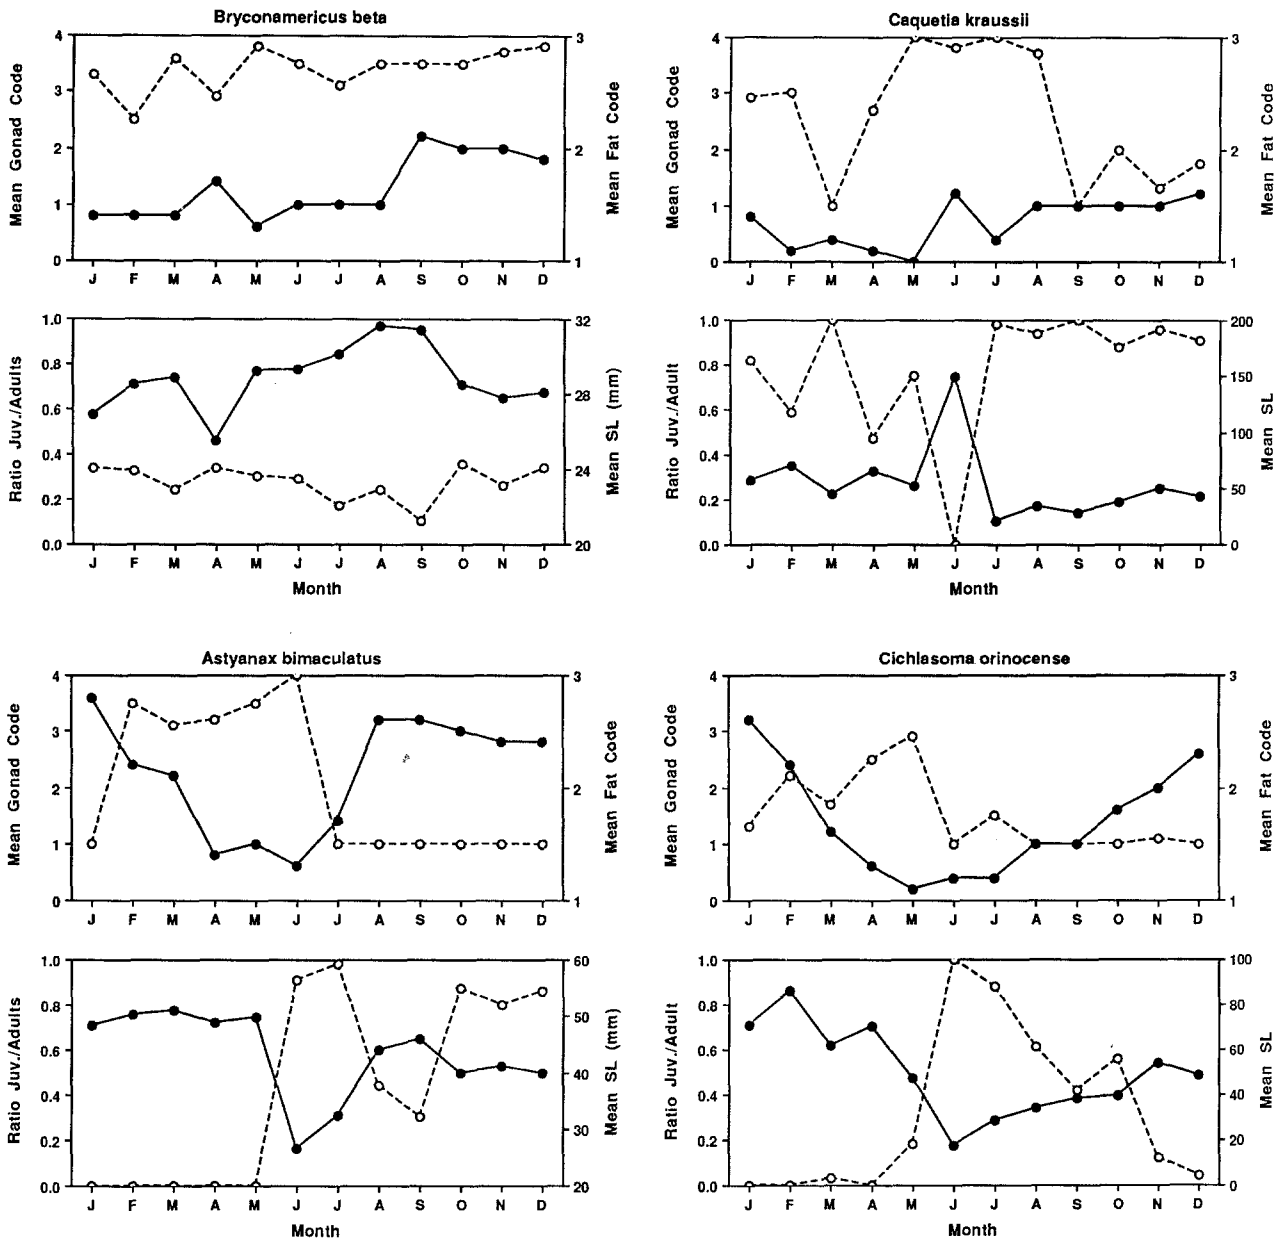 Bryconamericus beta
4
3
2
1
0
Mean Gonad Code
3
2
1
Mean Fat Code
J F M A M J J A S O N D
1.0
0.8
0.6
0.4
0.2
0.0
Ratio Juv./Adults
32
28
24
20
Mean SL (mm)
J F M A M J J A S O N D
Month
Caquetia kraussii
4
3
2
1
0
Mean Gonad Code
3
2
1
Mean Fat Code
J F M A M J J A S O N D
1.0
0.8
0.6
0.4
0.2
0.0
Ratio Juv./Adult
200
150
100
50
0
Mean SL
J F M A M J J A S O N D
Month
Astyanax bimaculatus
4
3
2
1
0
Mean Gonad Code
3
2
1
Mean Fat Code
J F M A M J J A S O N D
1.0
0.8
0.6
0.4
0.2
0.0
Ratio Juv./Adults
60
50
40
30
20
Mean SL (mm)
J F M A M J J A S O N D
Month
Cichlasoma orinocense
4
3
2
1
0
Mean Gonad Code
3
2
1
Mean Fat Code
J F M A M J J A S O N D
1.0
0.8
0.6
0.4
0.2
0.0
Ratio Juv./Adult
100
80
60
40
20
0
Mean SL
J F M A M J J A S O N D
Month